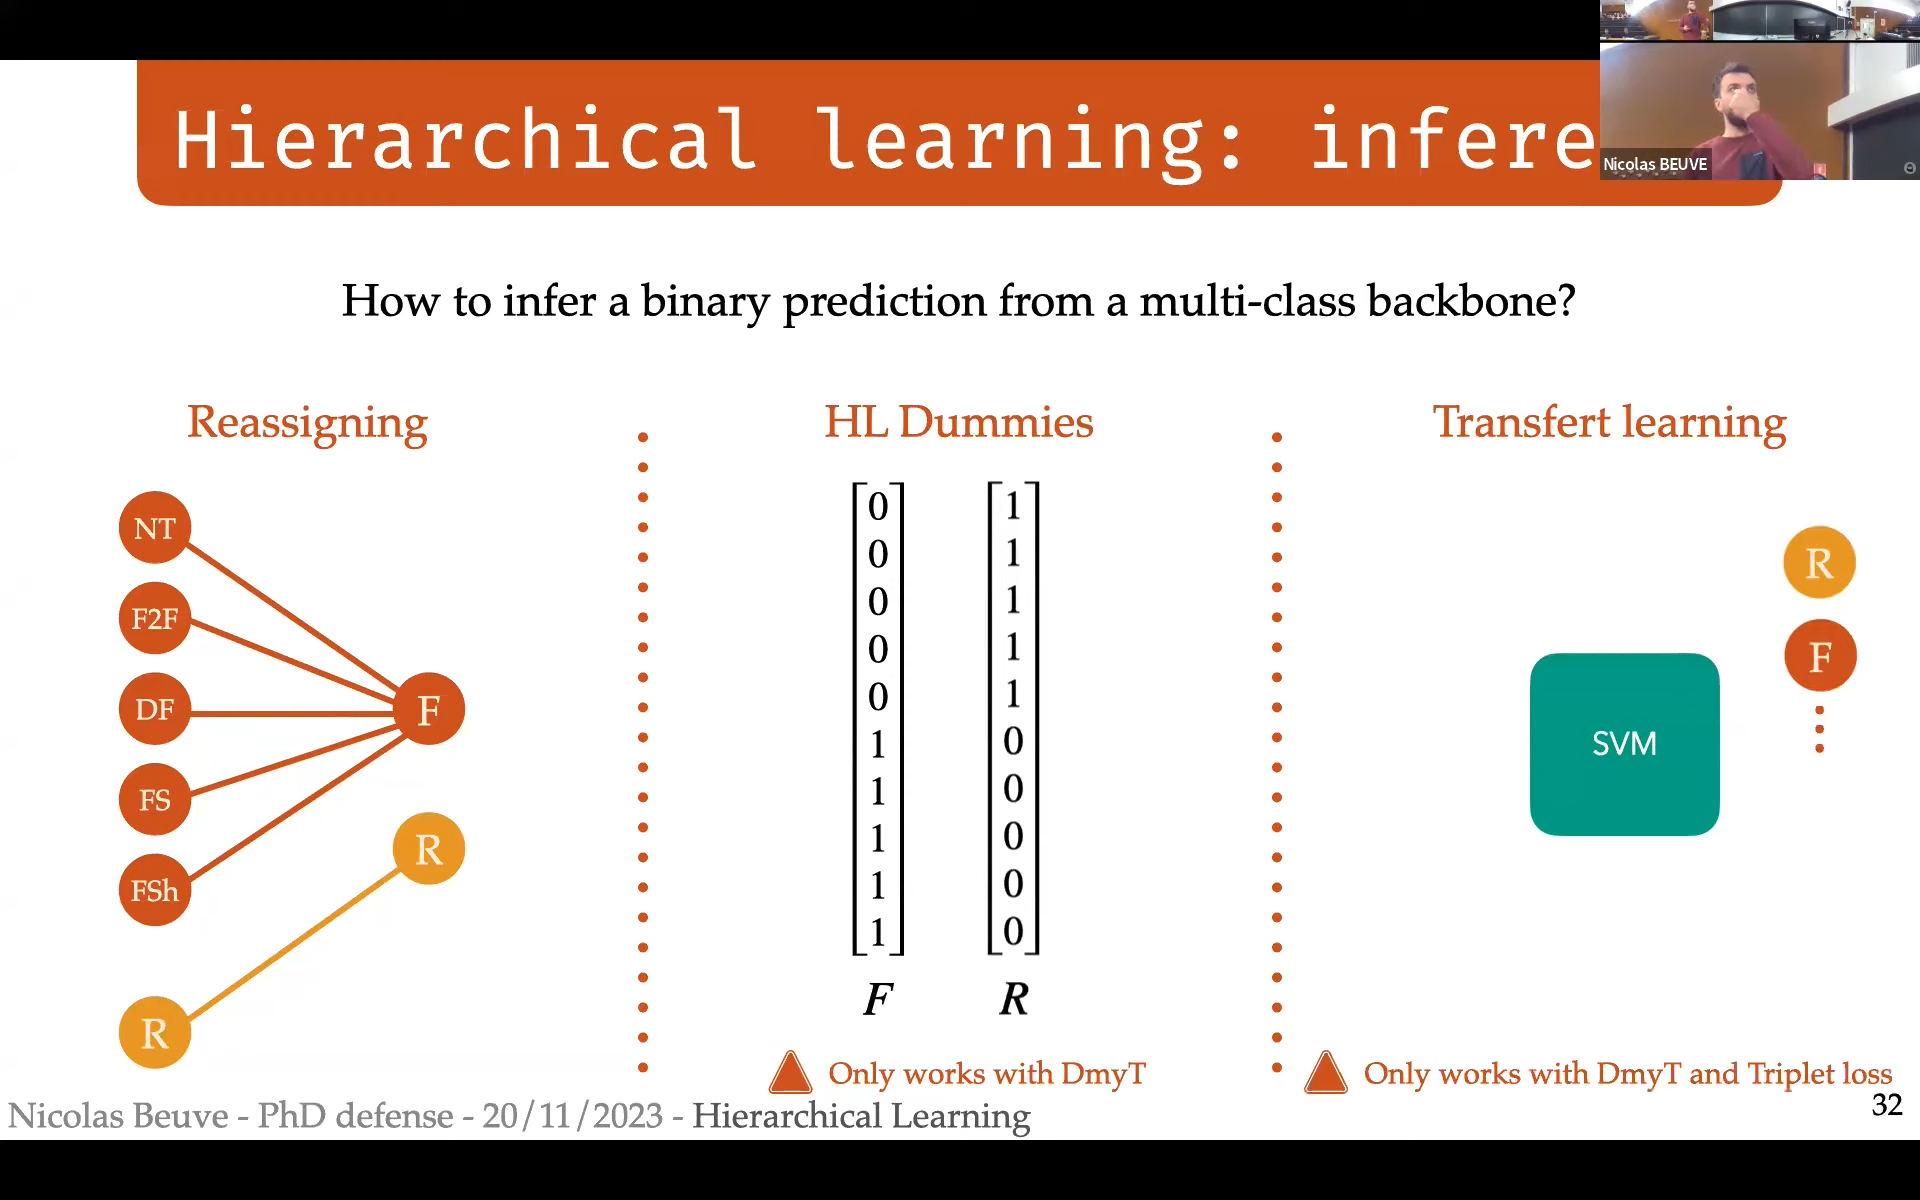 Hierarchical learning: infere
Nicolas BEUVE
How to infer a binary prediction from a multi-class backbone?
Reassigning
NT
F2F
DF
FS
FSh
R
F
R
HL Dummies
0 1
0 1
0 1
0 1
0 1
1 0
1 0
1 0
1 0
1 0
F R
Only works with DmyT
Transfert learning
R
F
SVM
Only works with DmyT and Triplet loss
Nicolas Beuve - PhD defense - 20/11/2023 - Hierarchical Learning
32